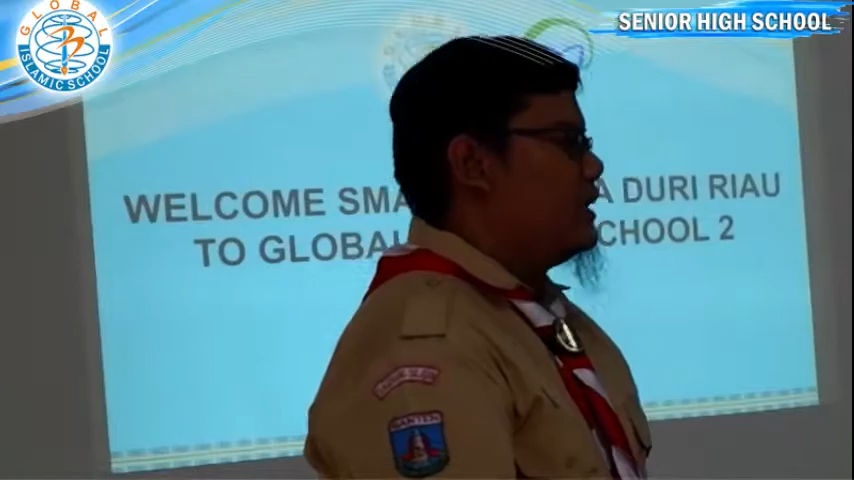 GLOBAL
ISLAMIC SCHOOL
SENIOR HIGH SCHOOL
WELCOME SMA DURI RIAU
TO GLOBAL SCHOOL 2
BANTEN